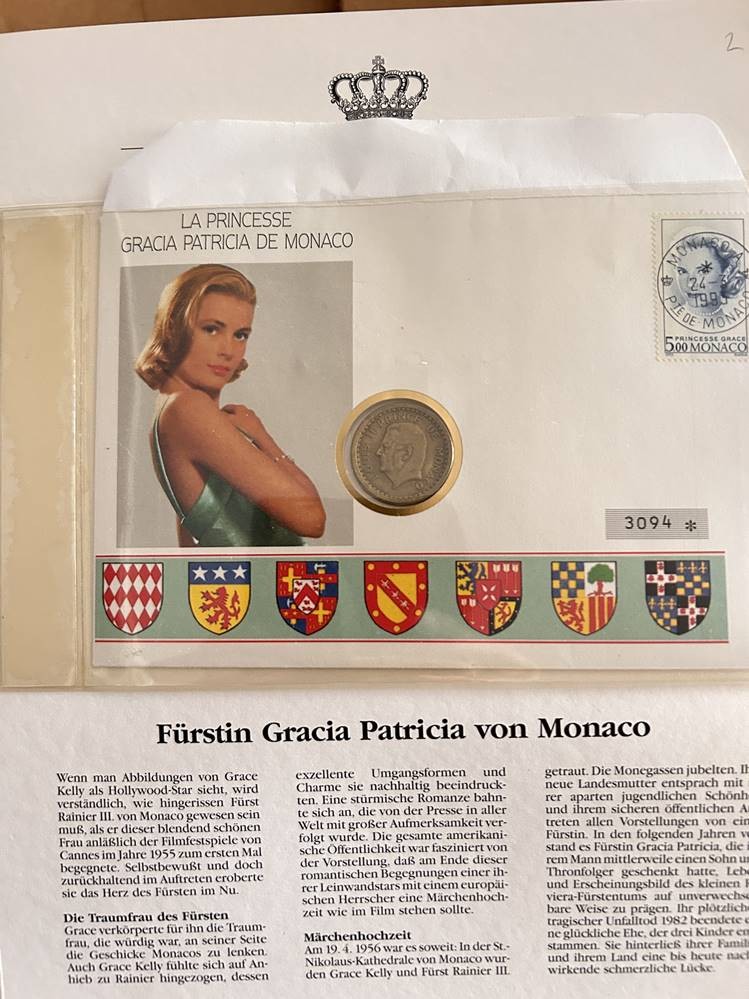 2
LA PRINCESSE
GRACIA PATRICIA DE MONACO
MONACO-A
24-
199
PTE DE MONACO
PRINCESSE GRACE
5,00 MONACO
PRINCE DE
3094 *
Fürstin Gracia Patricia von Monaco
Wenn man Abbildungen von Grace
Kelly als Hollywood-Star sieht, wird
verständlich, wie hingerissen Fürst
Rainier III. von Monaco gewesen sein
muß, als er dieser blendend schönen
Frau anläßlich der Filmfestspiele von
Cannes im Jahre 1955 zum ersten Mal
begegnete. Selbstbewußt und doch
zurückhaltend im Auftreten eroberte
sie das Herz des Fürsten im Nu.
Die Traumfrau des Fürsten
Grace verkörperte für ihn die Traum-
frau, die würdig war, an seiner Seite
die Geschicke Monacos zu lenken.
Auch Grace Kelly fühlte sich auf An-
hieb zu Rainier hingezogen, dessen
exzellente Umgangsformen und
Charme sie nachhaltig beeindruck-
ten. Eine stürmische Romanze bahn-
te sich an, die von der Presse in aller
Welt mit großer Aufmerksamkeit ver-
folgt wurde. Die gesamte amerikani-
sche Öffentlichkeit war fasziniert von
der Vorstellung, daß am Ende dieser
romantischen Begegnungen einer ih-
rer Leinwandstars mit einem europäi-
schen Herrscher eine Märchenhoch-
zeit wie im Film stehen sollte.
Märchenhochzeit
Am 19. 4. 1956 war es soweit: In der St.-
Nikolaus-Kathedrale von Monaco wur-
den Grace Kelly und Fürst Rainier III.
getraut. Die Monegassen jubelten. Ih
neue Landesmutter entsprach mit
rer aparten jugendlichen Schönh
und ihrem sicheren öffentlichen A
treten allen Vorstellungen von ein
Fürstin. In den folgenden Jahren v
stand es Fürstin Gracia Patricia, die i
rem Mann mittlerweile einen Sohn u
Thronfolger geschenkt hatte, Leb
und Erscheinungsbild des kleinen R
viera-Fürstentums auf unverwechse
bare Weise zu prägen. Ihr plötzliche
tragischer Unfalltod 1982 beendete e
ne glückliche Ehe, der drei Kinder en
stammen. Sie hinterließ ihrer Famili
und ihrem Land eine bis heute nach
wirkende schmerzliche Lücke.